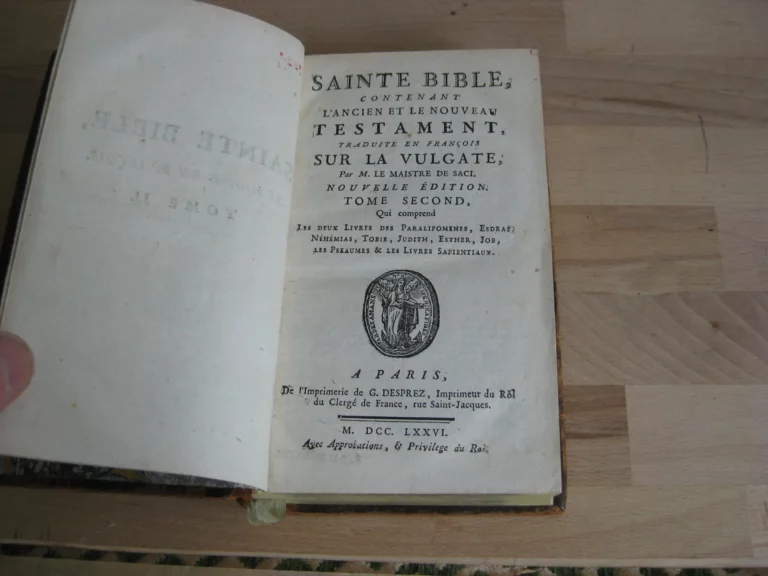 SAINTE BIBLE,
CONTENANT
L'ANCIEN ET LE NOUVEAU
TESTAMENT,
TRADUITE EN FRANÇOIS
SUR LA VULGATE,
Par M. LE MAISTRE DE SACI.
NOUVELLE ÉDITION.
TOME SECOND,
Qui comprend
LES DEUX LIVRES DES PARALIPOMENES, ESDRAS,
NÉHÉMIAS, TOBIE, JUDITH, ESTHER, JOB,
LES PSEAUMES & LES LIVRES SAPIENTIAUX.
A PARIS,
De l'Imprimerie de G. DESPREZ, Imprimeur du Roi
du Clergé de France, rue Saint-Jacques.
M. DCC. LXXVI.
Avec Approbations, & Privilege du Roi.